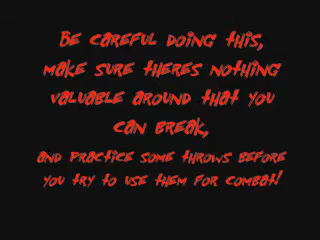 Be careful doing this,
make sure theres nothing
valuable around that you
can break,
and practice some throws before
you try to use them for combat!